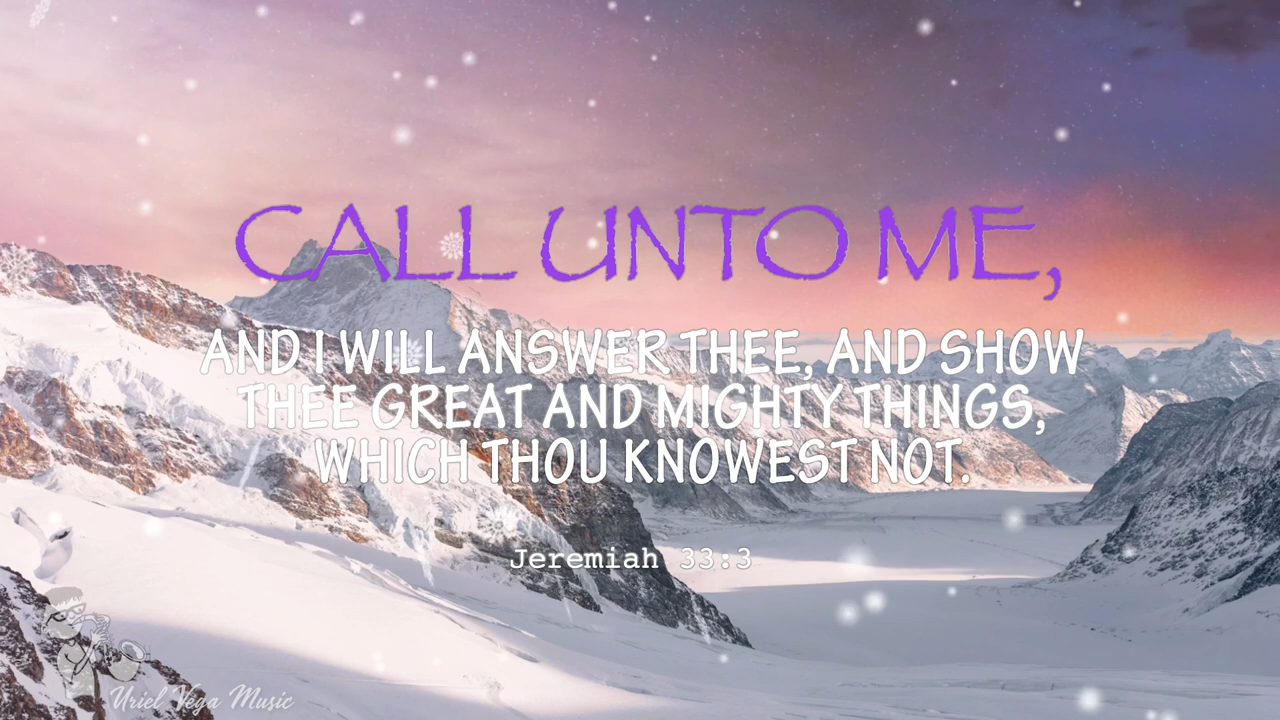 CALL UNTO ME,
AND I WILL ANSWER THEE, AND SHOW
THEE GREAT AND MIGHTY THINGS,
WHICH THOU KNOWEST NOT.
Jeremiah 33:3
Uriel Vega Music